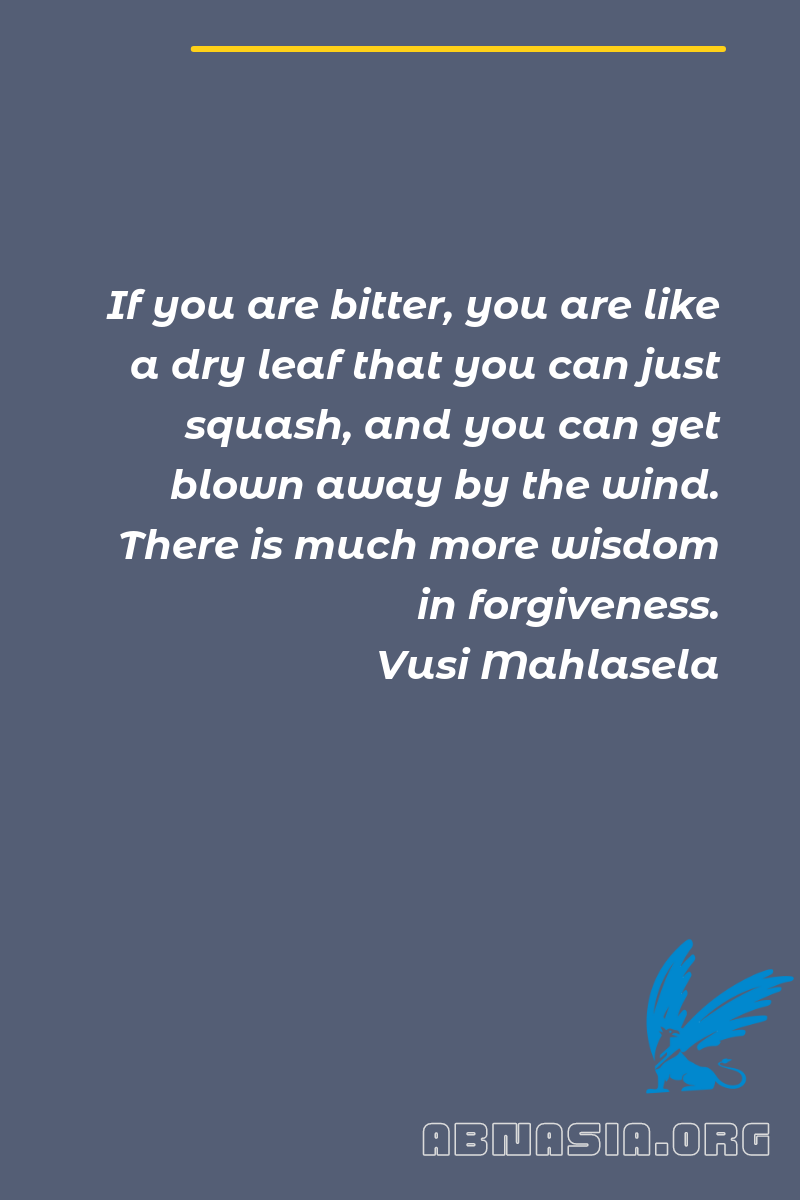 If you are bitter, you are like
a dry leaf that you can just
squash, and you can get
blown away by the wind.
There is much more wisdom
in forgiveness.
Vusi Mahlasela
ABNASIA.ORG